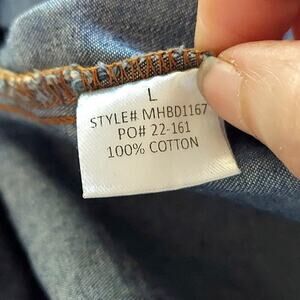 L
STYLE# MHBD1167
PO# 22-161
100% COTTON